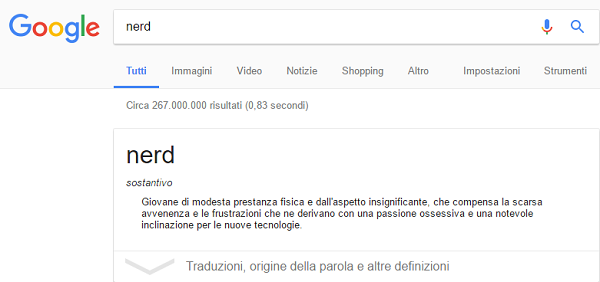 Google
nerd
Tutti Immagini Video Notizie Shopping Altro Impostazioni Strumenti
Circa 267.000.000 risultati (0,83 secondi)
nerd
sostantivo
Giovane di modesta prestanza fisica e dall'aspetto insignificante, che compensa la scarsa
avvenenza e le frustrazioni che ne derivano con una passione ossessiva e una notevole
inclinazione per le nuove tecnologie.
Traduzioni, origine della parola e altre definizioni